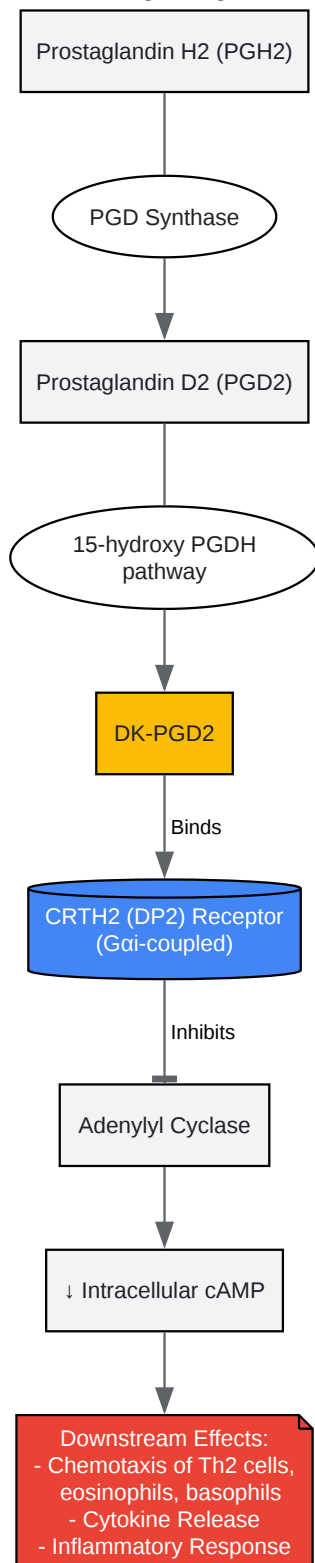 Prostaglandin H2 (PGH2)
PGD Synthase
Prostaglandin D2 (PGD2)
15-hydroxy PGDH
pathway
DK-PGD2
Binds
CRTH2 (DP2) Receptor
(Gαi-coupled)
Inhibits
Adenylyl Cyclase
↓ Intracellular cAMP
Downstream Effects:
- Chemotaxis of Th2 cells,
eosinophils, basophils
- Cytokine Release
- Inflammatory Response